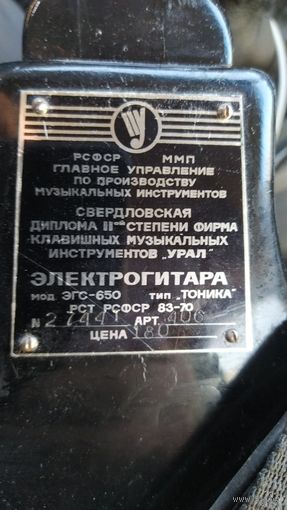 РСФСР ММП
ГЛАВНОЕ УПРАВЛЕНИЕ
ПО ПРОИЗВОДСТВУ
МУЗЫКАЛЬНЫХ ИНСТРУМЕНТОВ
СВЕРДЛОВСКАЯ
ДИПЛОМА II ОЙ СТЕПЕНИ ФИРМА
КЛАВИШНЫХ МУЗЫКАЛЬНЫХ
ИНСТРУМЕНТОВ „УРАЛ"
ЭЛЕКТРОГИТАРА
МОД ЭГС-650 ТИП „ТОНИКА"
РСТ РСФСР 83-70
N АРТ. 406
ЦЕНА 180